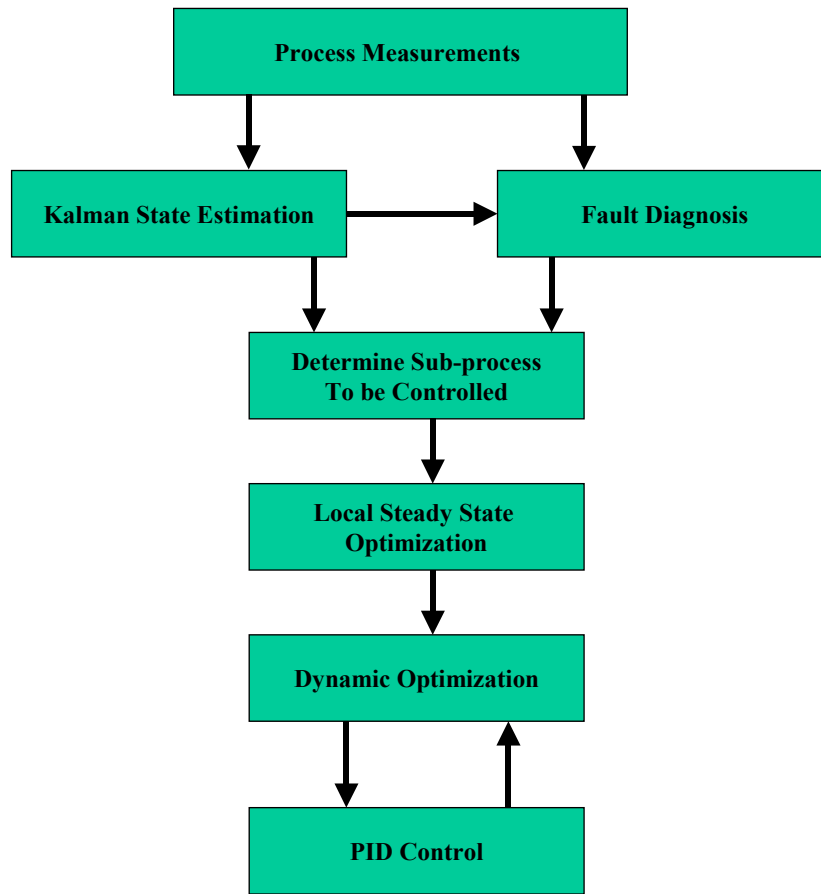 Process Measurements
Kalman State Estimation
Fault Diagnosis
Determine Sub-process
To be Controlled
Local Steady State
Optimization
Dynamic Optimization
PID Control